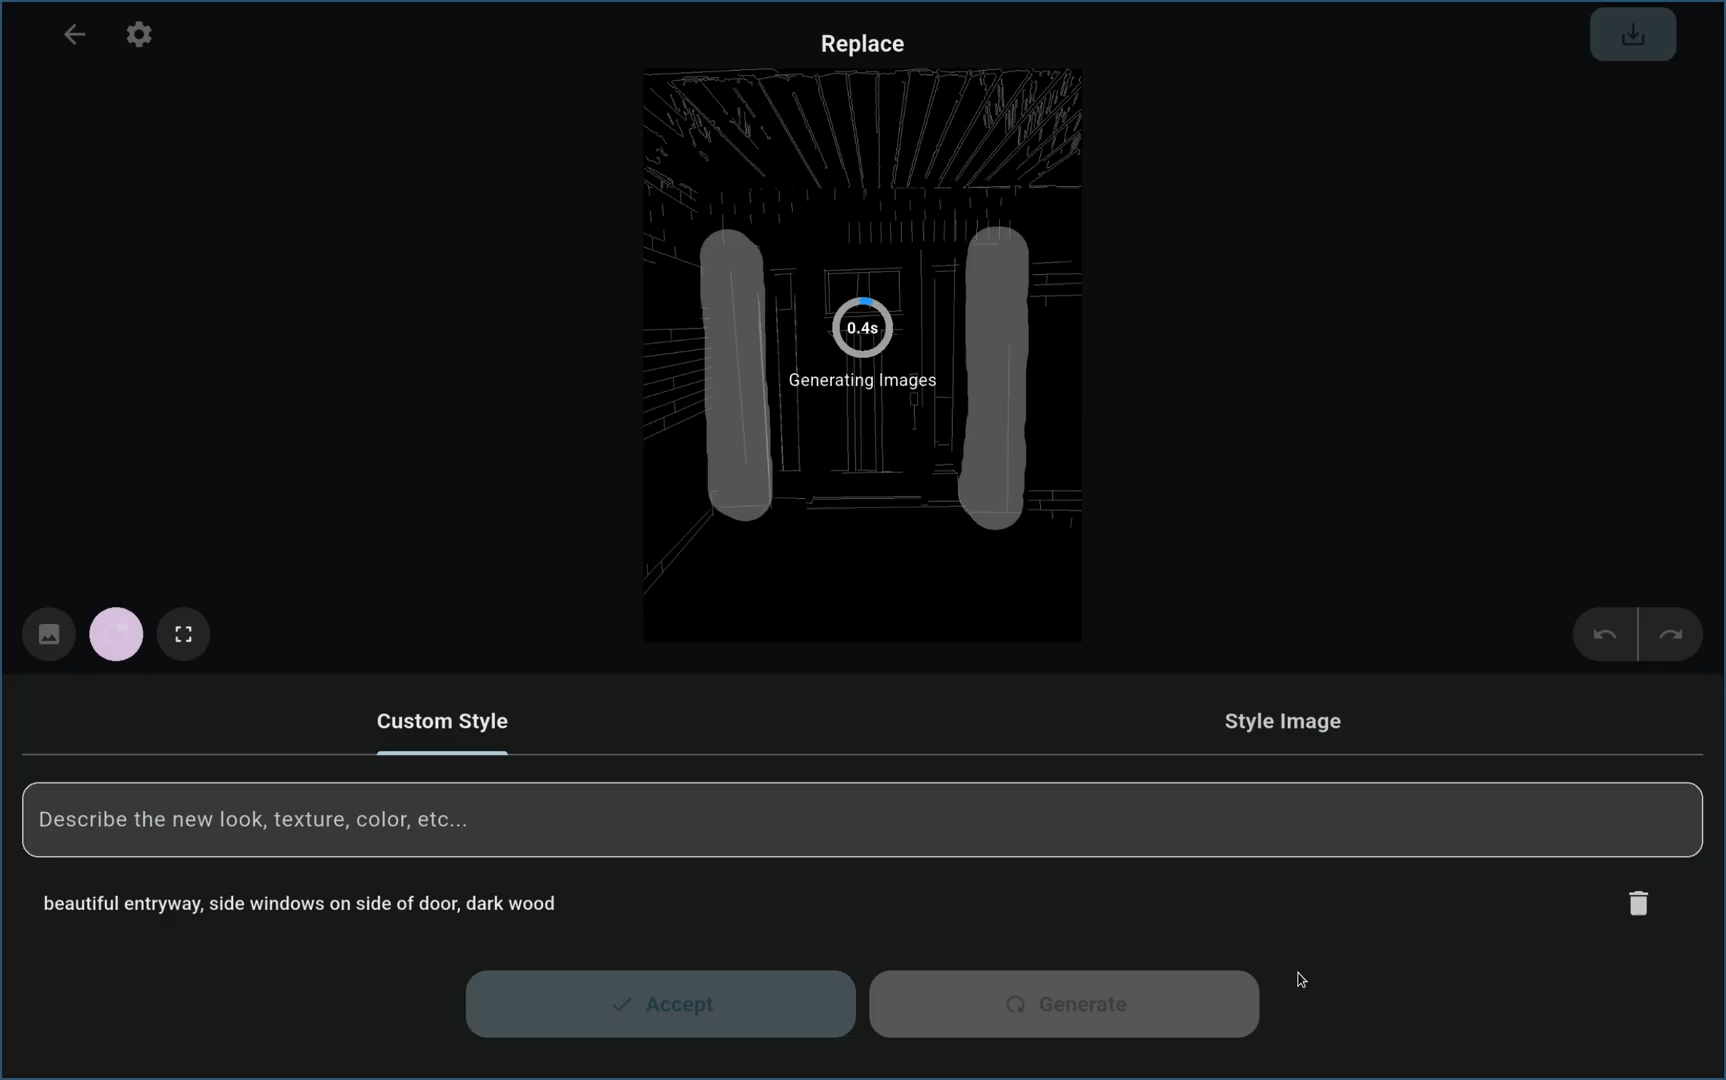 Replace
0.4s
Generating Images
Custom Style
Style Image
Describe the new look, texture, color, etc...
beautiful entryway, side windows on side of door, dark wood
Accept
Generate